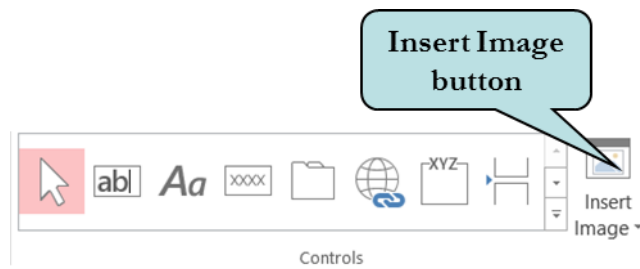 Insert Image
button
ab
Aa
XXXX
XYZ
Insert
Image
Controls